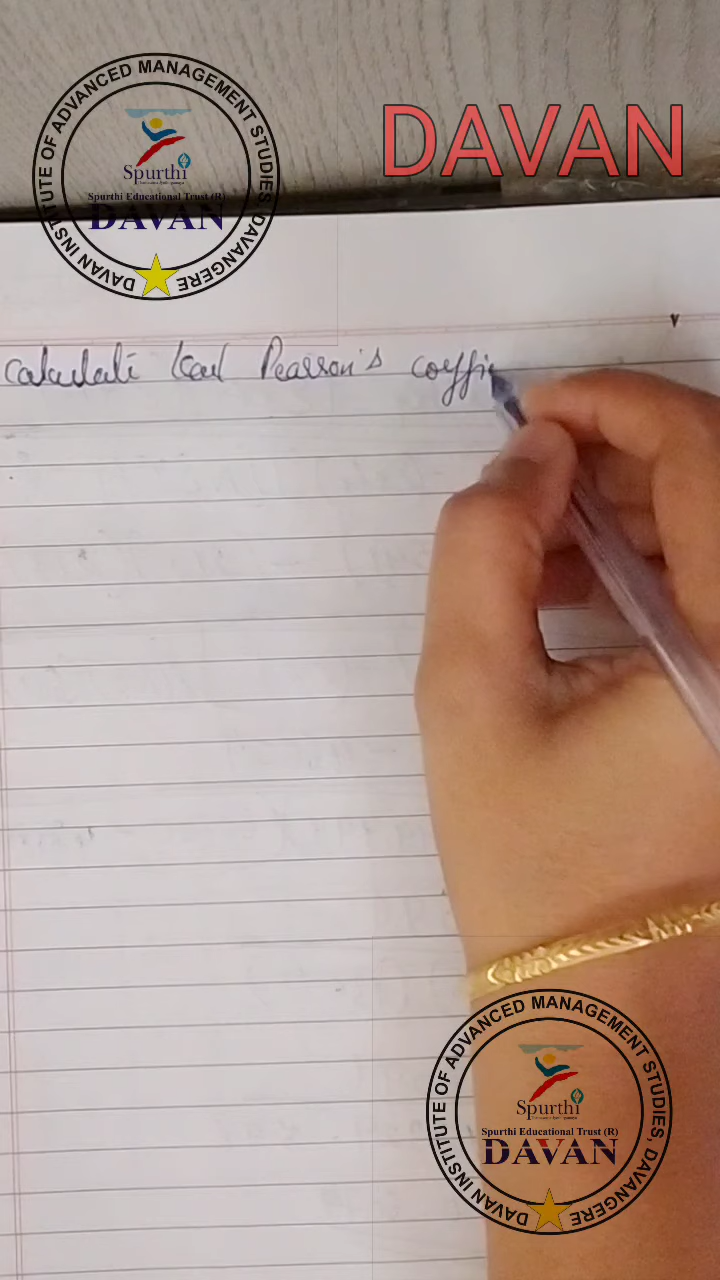 DAVAN INSTITUTE OF ADVANCED MANAGEMENT STUDIES, DAVANGERE
Spurthi
Spurthi Educational Trust (R)
DAVAN
DAVAN
Calculate Karl Pearson's coeffi
DAVAN INSTITUTE OF ADVANCED MANAGEMENT STUDIES, DAVANGERE
Spurthi
Spurthi Educational Trust (R)
DAVAN